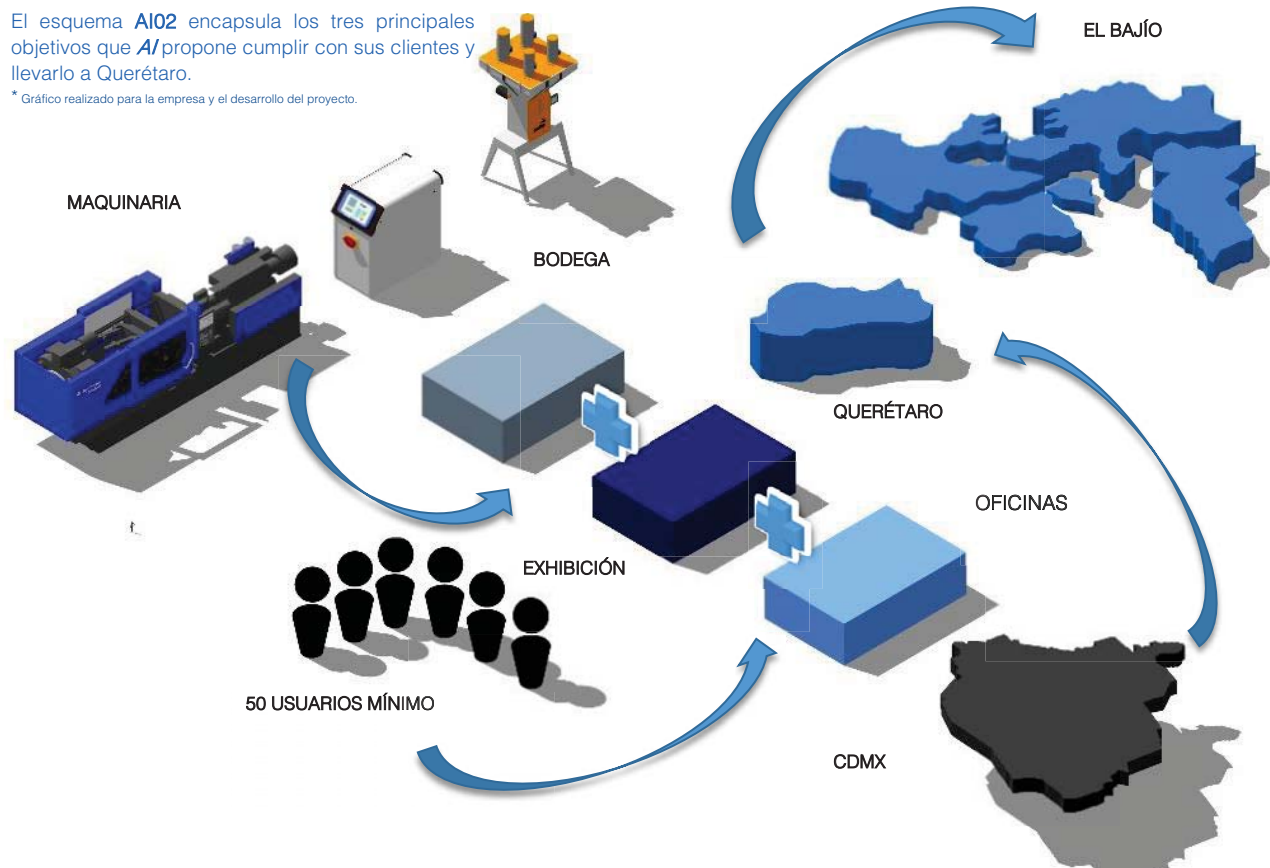 El esquema AI02 encapsula los tres principales
objetivos que AI propone cumplir con sus clientes y
llevarlo a Querétaro.
* Gráfico realizado para la empresa y el desarrollo del proyecto.
EL BAJÍO
MAQUINARIA
BODEGA
QUERÉTARO
OFICINAS
EXHIBICIÓN
50 USUARIOS MÍNIMO
CDMX